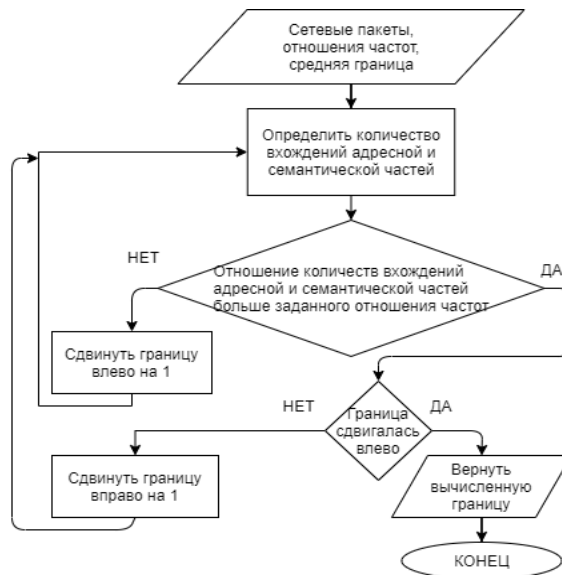 Сетевые пакеты,
отношения частот,
средняя граница
Определить количество
вхождений адресной и
семантической частей
НЕТ
ДА
Отношение количеств вхождений
адресной и семантической частей
больше заданного отношения частот
Сдвинуть границу
влево на 1
НЕТ
ДА
Граница
сдвигалась
влево
Сдвинуть границу
вправо на 1
Вернуть
вычисленную
границу
КОНЕЦ